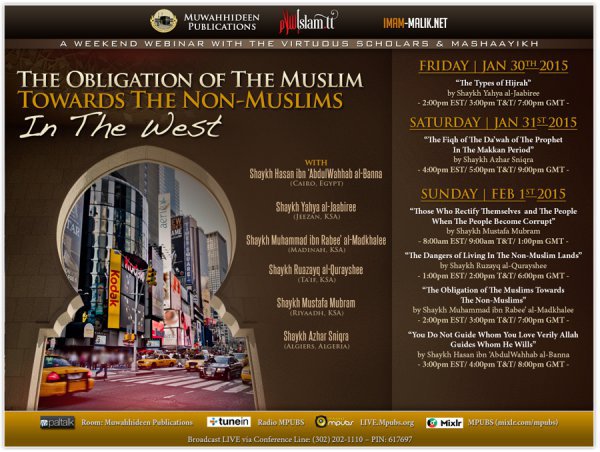 MUWAHHIDEEN
PUBLICATIONS
Islam tt
IMAM-MALIK.NET
A WEEKEND WEBINAR WITH THE VIRTUOUS SCHOLARS & MASHAAYIKH
THE OBLIGATION OF THE MUSLIM
TOWARDS THE NON-MUSLIMS
In The West
WITH
Shaykh Hasan ibn 'AbdulWahhab al-Banna
(CAIRO, EGYPT)
Shaykh Yahya al-Jaabiree
(JEEZAN, KSA)
Shaykh Muhammad ibn Rabee' al-Madkhalee
(MADINAH, KSA)
Shaykh Ruazayq al-Qurayshee
(TA'IF, KSA)
Shaykh Mustafa Mubram
(RIYAADH, KSA)
Shaykh Azhar Sniqra
(ALGIERS, ALGERIA)
Kodak
FRIDAY | JAN 30TH 2015
"The Types of Hijrah"
by Shaykh Yahya al-Jaabiree
- 2:00pm EST/ 3:00pm T&T/ 7:00pm GMT -
SATURDAY | JAN 31ST 2015
"The Fiqh of the Da'wah of the Prophet
In The Makkan Period"
by Shaykh Azhar Sniqra
- 4:00pm EST/ 5:00pm T&T/ 9:00pm GMT -
SUNDAY | FEB 1ST 2015
"Those Who Rectify Themselves and The People
When The People Become Corrupt"
by Shaykh Mustafa Mubram
- 8:00am EST/ 9:00am T&T/ 1:00pm GMT -
"The Dangers of Living In The Non-Muslim Lands"
by Shaykh Ruzayq al-Qurayshee
- 1:00pm EST/ 2:00pm T&T/ 6:00pm GMT -
"The Obligation of The Muslims Towards
The Non-Muslims"
by Shaykh Muhammad ibn Rabee' al-Madkhalee
- 2:00pm EST/ 3:00pm T&T/ 7:00pm GMT -
"You Do Not Guide Whom You Love Verily Allah
Guides Whom He Wills"
by Shaykh Hasan ibn 'AbdulWahhab al-Banna
- 3:00pm EST/ 4:00pm T&T/ 8:00pm GMT -
paltalk Room: Muwahhideen Publications tunein Radio MPUBS mpubs LIVE.Mpubs.org Mixlr MPUBS (mixlr.com/mpubs)
Broadcast LIVE via Conference Line: (302) 202-1110 – PIN: 617697